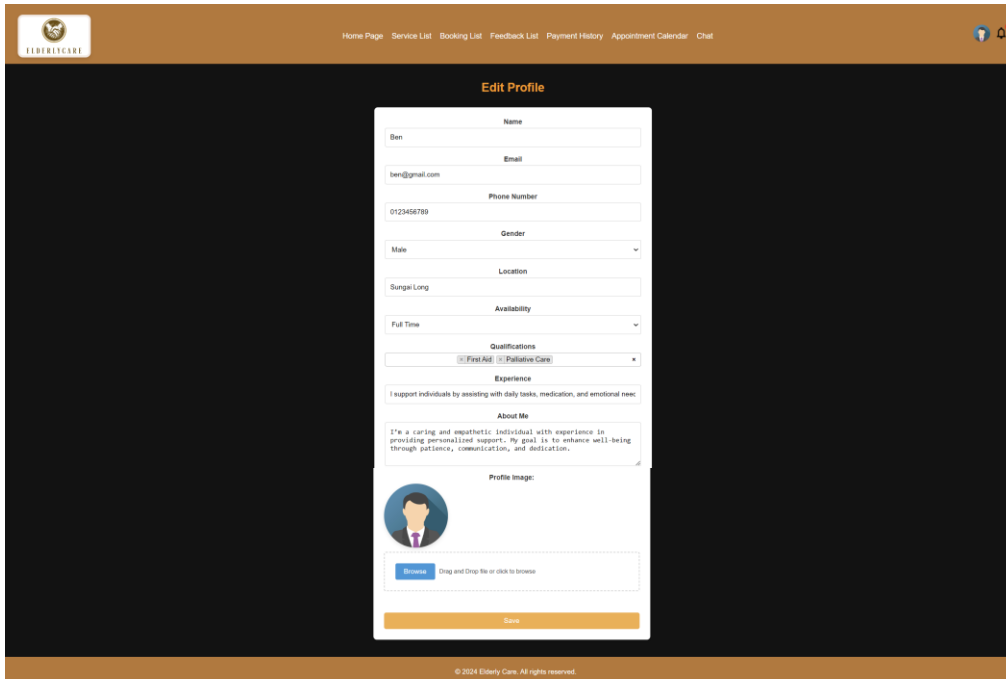 ELDERLYCARE
Home Page Service List Booking List Feedback List Payment History Appointment Calendar Chat
Edit Profile
Name
Ben
Email
ben@gmail.com
Phone Number
0123456789
Gender
Male
Location
Sungai Long
Availability
Full Time
Qualifications
× First Aid × Palliative Care ×
Experience
I support individuals by assisting with daily tasks, medication, and emotional neec
About Me
I'm a caring and empathetic individual with experience in
providing personalized support. My goal is to enhance well-being
through patience, communication, and dedication.
Profile Image:
Browse Drag and Drop file or click to browse
Save
© 2024 Elderly Care. All rights reserved.